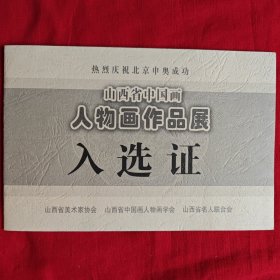 热烈庆祝北京申奥成功
山西省中国画
人物画作品展
入选证
山西省美术家协会 山西省中国画人物画学会 山西省名人联合会